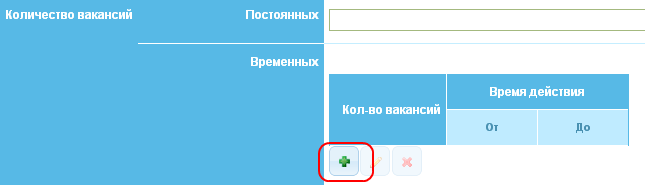 Количество вакансий Постоянных
Временных
Кол-во вакансий Время действия
От До